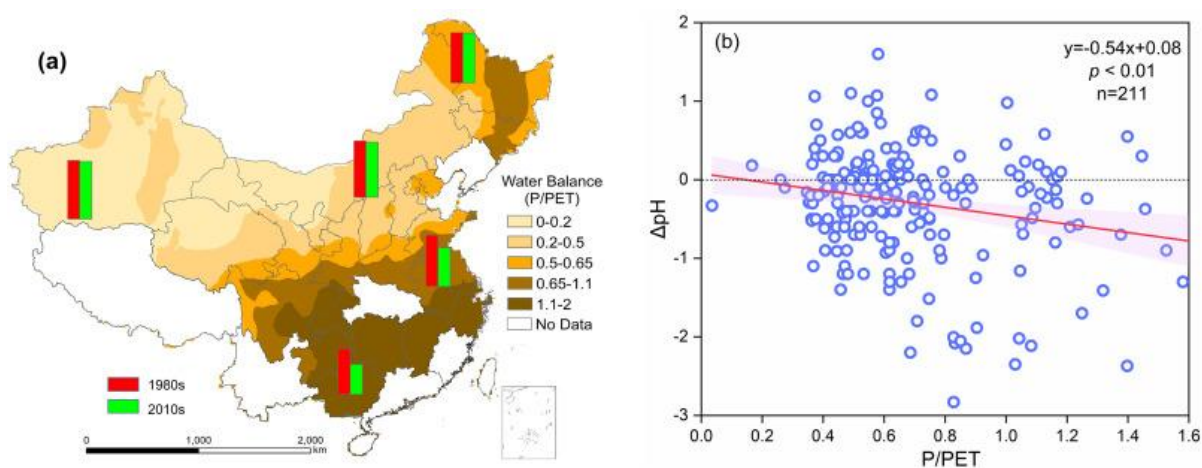 (a)
Water Balance
(P/PET)
0-0.2
0.2-0.5
0.5-0.65
0.65-1.1
1.1-2
No Data
1980s
2010s
0 1,000 2,000
km
(b)
y=-0.54x+0.08
p < 0.01
n=211
2
1
0
-1
-2
-3
ΔpH
0.0 0.2 0.4 0.6 0.8 1.0 1.2 1.4 1.6
P/PET